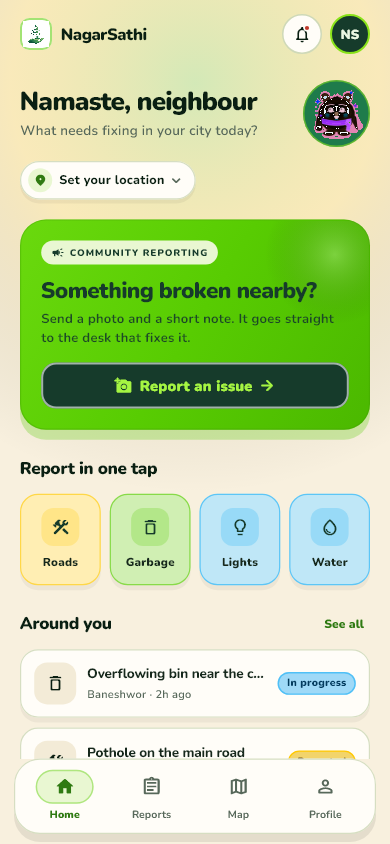 NagarSathi
NS
Namaste, neighbour
What needs fixing in your city today?
Set your location
COMMUNITY REPORTING
Something broken nearby?
Send a photo and a short note. It goes straight
to the desk that fixes it.
Report an issue →
Report in one tap
Roads
Garbage
Lights
Water
Around you
See all
Overflowing bin near the c...
In progress
Baneshwor · 2h ago
Pothole on the main road
Home
Reports
Map
Profile